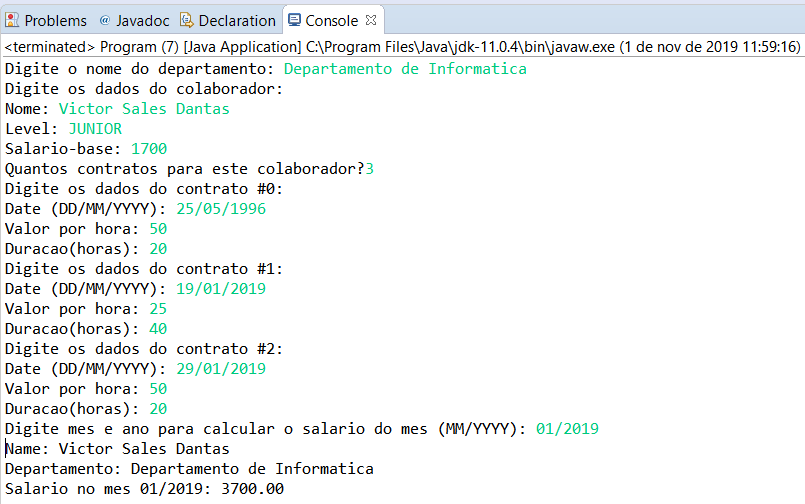 Problems @ Javadoc Declaration Console
<terminated> Program (7) [Java Application] C:\Program Files\Java\jdk-11.0.4\bin\javaw.exe (1 de nov de 2019 11:59:16)
Digite o nome do departamento: Departamento de Informatica
Digite os dados do colaborador:
Nome: Victor Sales Dantas
Level: JUNIOR
Salario-base: 1700
Quantos contratos para este colaborador?3
Digite os dados do contrato #0:
Date (DD/MM/YYYY): 25/05/1996
Valor por hora: 50
Duracao(horas): 20
Digite os dados do contrato #1:
Date (DD/MM/YYYY): 19/01/2019
Valor por hora: 25
Duracao(horas): 40
Digite os dados do contrato #2:
Date (DD/MM/YYYY): 29/01/2019
Valor por hora: 50
Duracao(horas): 20
Digite mes e ano para calcular o salario do mes (MM/YYYY): 01/2019
Name: Victor Sales Dantas
Departamento: Departamento de Informatica
Salario no mes 01/2019: 3700.00